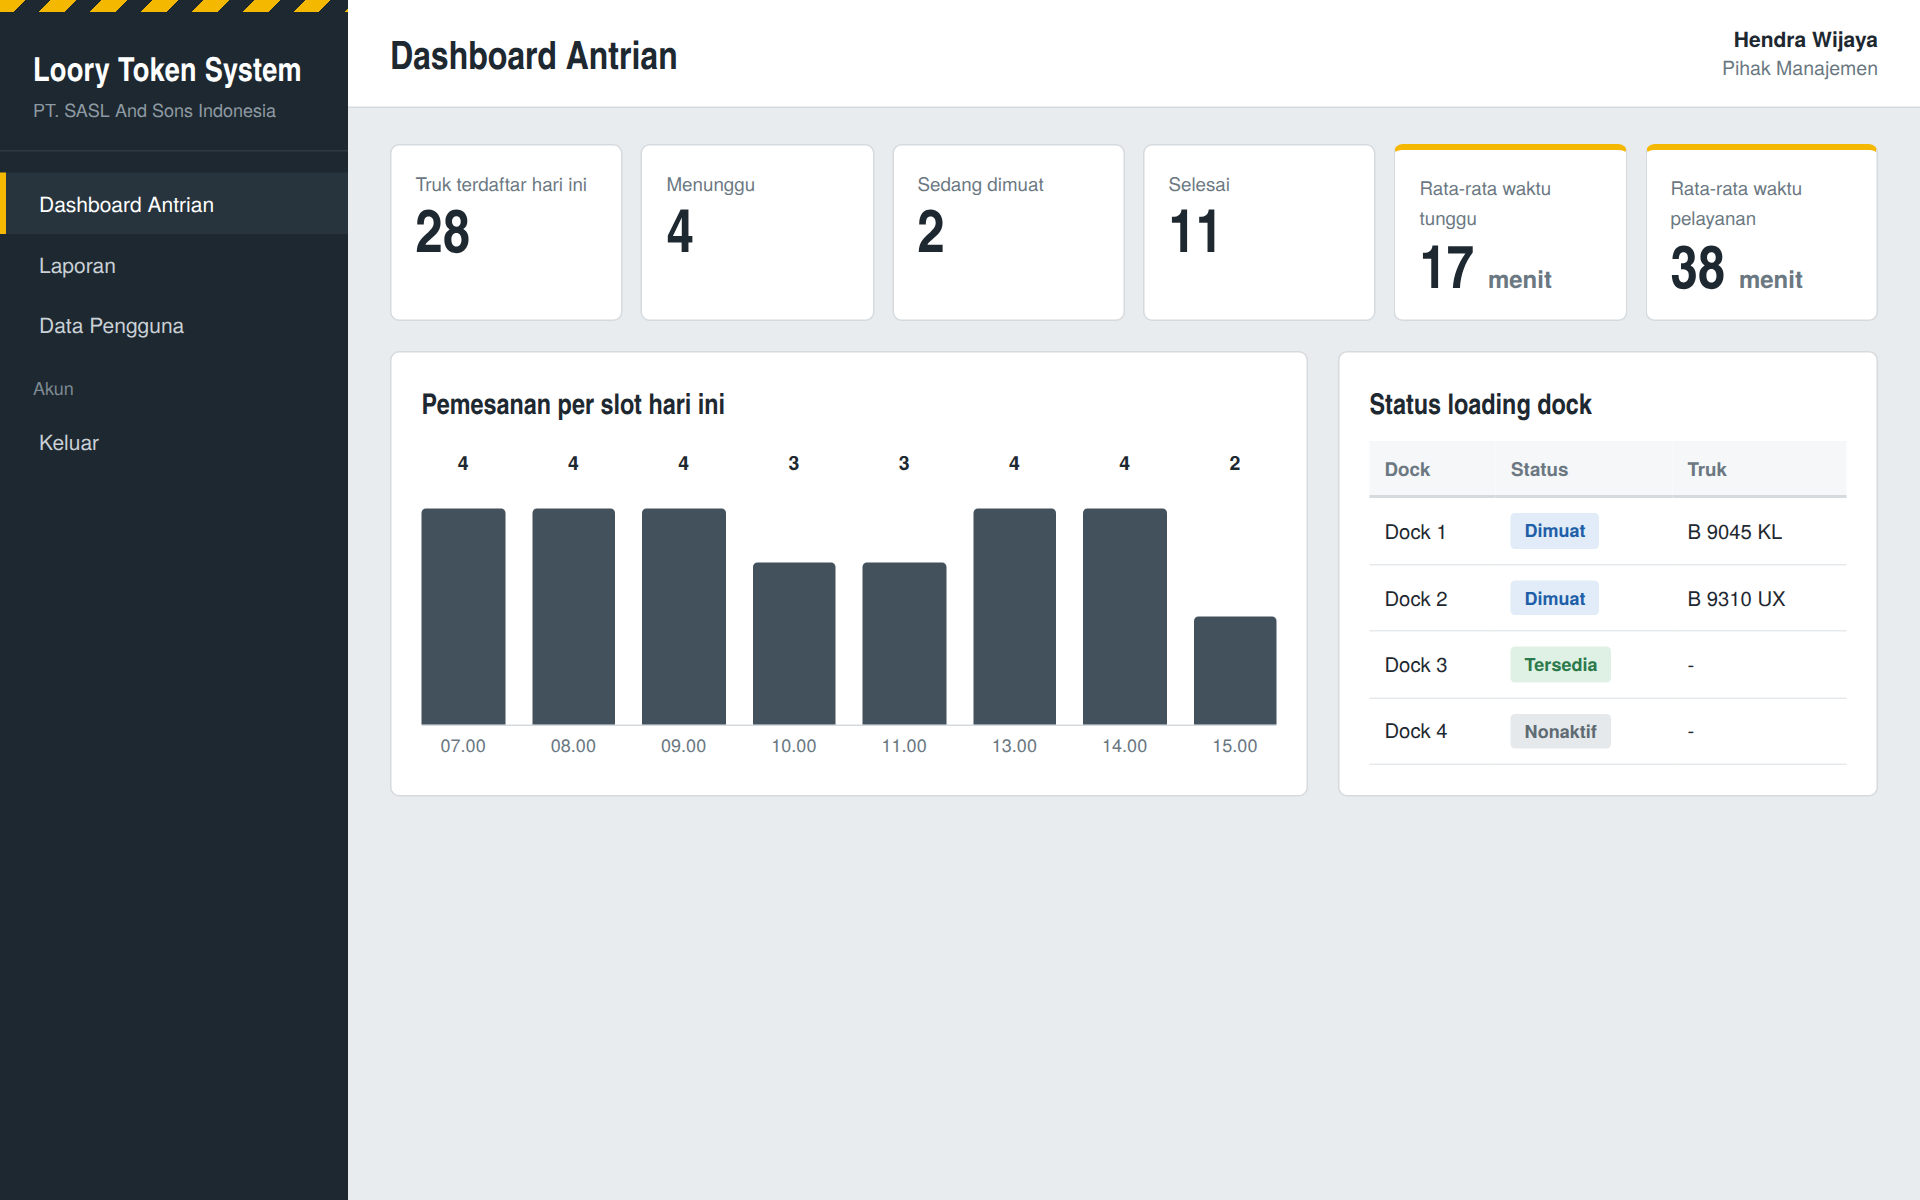 Loory Token System
PT. SASL And Sons Indonesia
Dashboard Antrian
Laporan
Data Pengguna
Akun
Keluar
Dashboard Antrian
Hendra Wijaya
Pihak Manajemen
Truk terdaftar hari ini
28
Menunggu
4
Sedang dimuat
2
Selesai
11
Rata-rata waktu
tunggu
17 menit
Rata-rata waktu
pelayanan
38 menit
Pemesanan per slot hari ini
4 4 4 3 3 4 4 2
07.00 08.00 09.00 10.00 11.00 13.00 14.00 15.00
Status loading dock
Dock Status Truk
Dock 1 Dimuat B 9045 KL
Dock 2 Dimuat B 9310 UX
Dock 3 Tersedia -
Dock 4 Nonaktif -